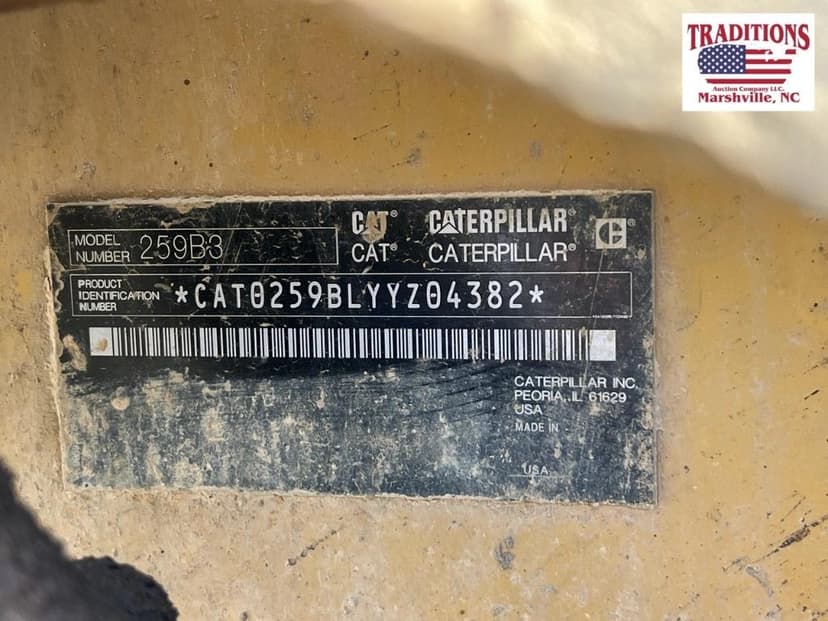 TRADITIONS
Auction Company LLC.
Marshville, NC
CAT® CATERPILLAR®
MODEL NUMBER 259B3
CAT® CATERPILLAR®
PRODUCT IDENTIFICATION NUMBER *CAT0259BLYYZ04382*
CATERPILLAR INC.
PEORIA, IL 61629
USA
MADE IN
USA